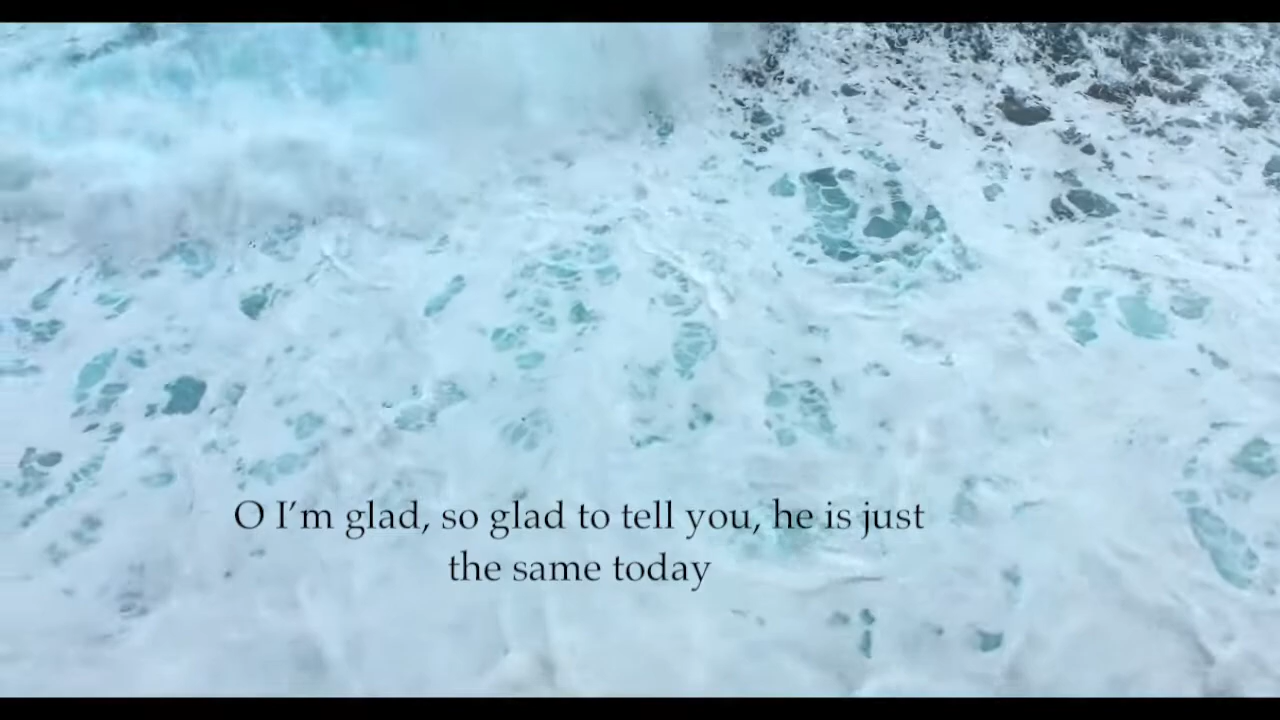 O I’m glad, so glad to tell you, he is just
the same today